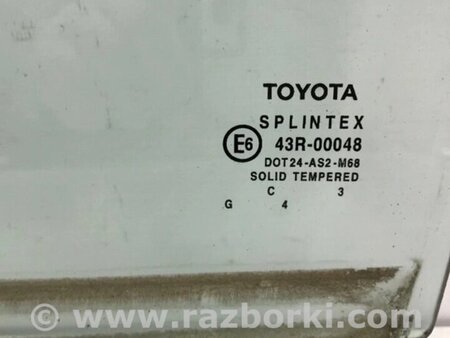 TOYOTA
SPLINTEX
E6 43R-00048
DOT24-AS2-M68
SOLID TEMPERED
C 3
G 4
© www.razborki.com